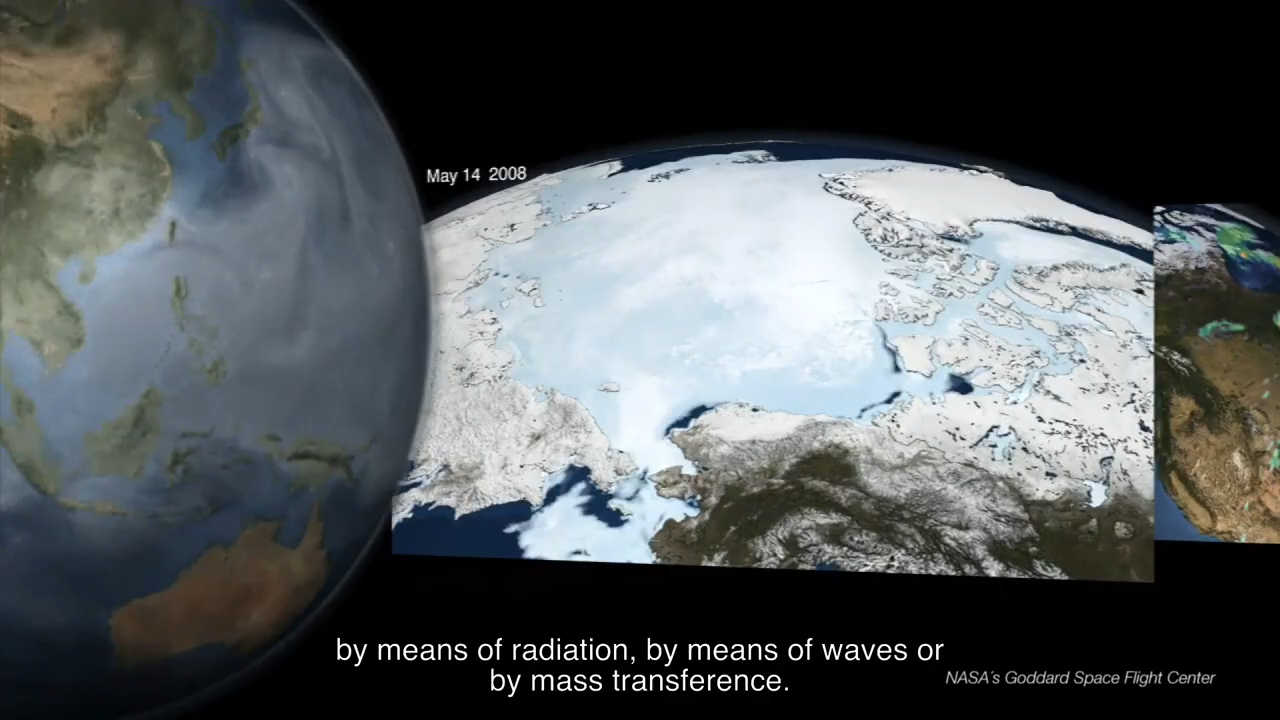 May 14 2008
by means of radiation, by means of waves or
by mass transference.
NASA´s Goddard Space Flight Center